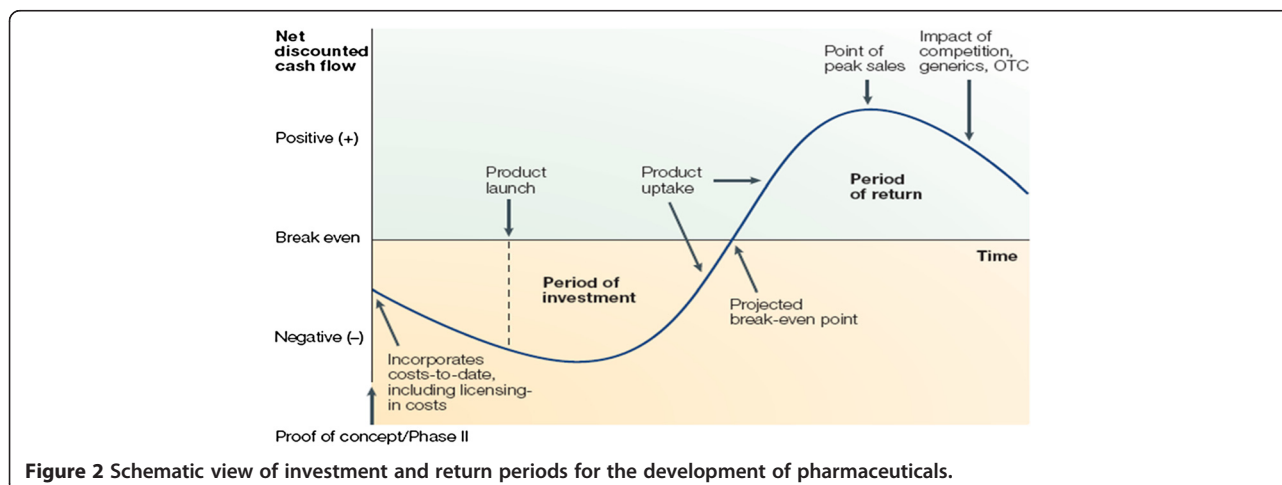 Net
discounted
cash flow
Point of
peak sales
Impact of
competition,
generics, OTC
Positive (+)
Product
launch
Product
uptake
Period
of return
Break even
Time
Period of
investment
Projected
break-even point
Negative (–)
Incorporates
costs-to-date,
including licensing-
in costs
Proof of concept/Phase II
Figure 2 Schematic view of investment and return periods for the development of pharmaceuticals.